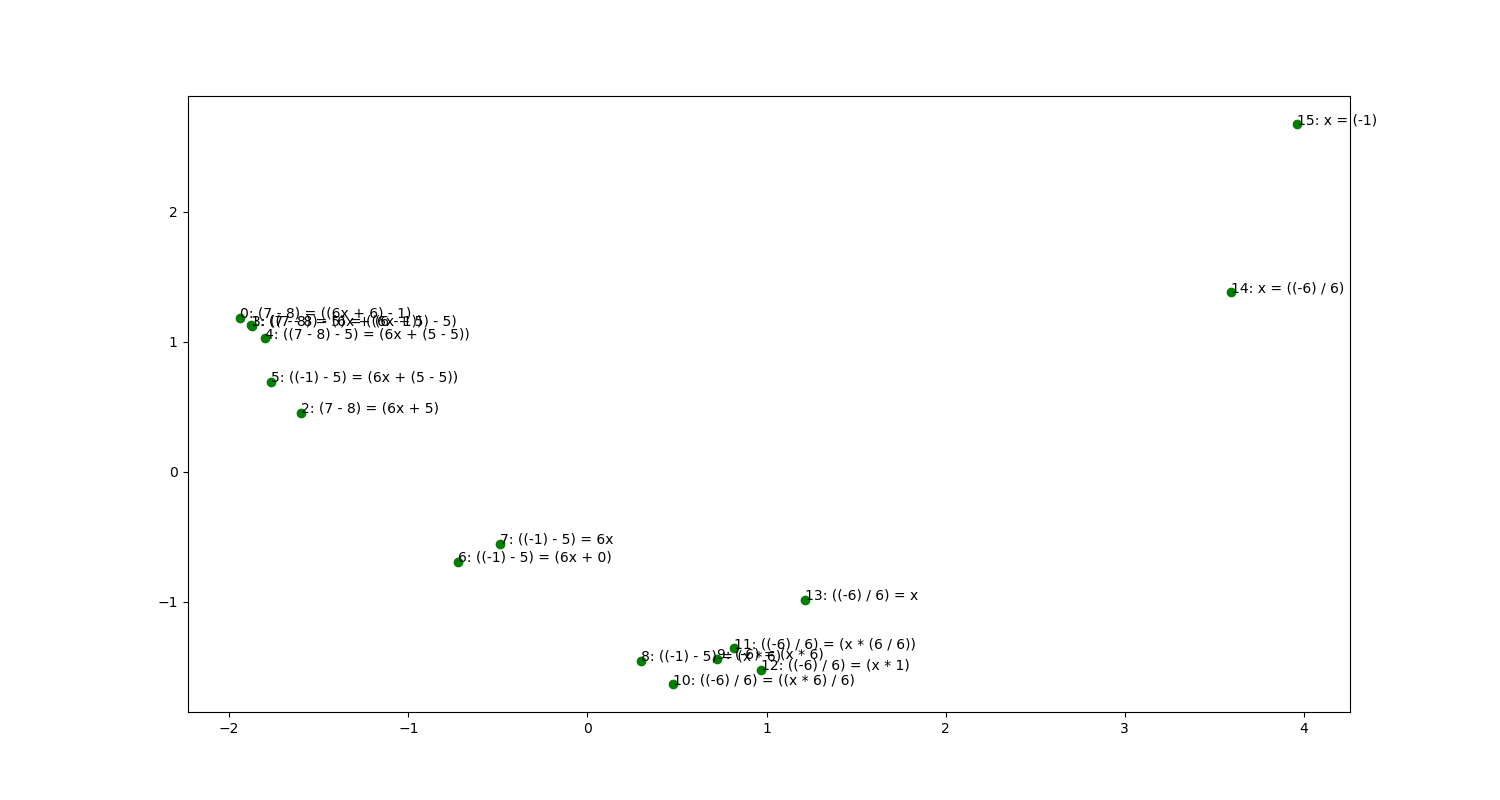 15: x = (-1)
2
14: x = ((-6) / 6)
0: (7 - 8) = ((6x + 6) - 1)
4: ((7 - 8) - 5) = (6x + (5 - 5))
1
5: ((-1) - 5) = (6x + (5 - 5))
2: (7 - 8) = (6x + 5)
0
7: ((-1) - 5) = 6x
6: ((-1) - 5) = (6x + 0)
13: ((-6) / 6) = x
−1
11: ((-6) / 6) = (x * (6 / 6))
8: ((-1) - 5) = (x * 6)
9: (-6) = (x * 6)
12: ((-6) / 6) = (x * 1)
10: ((-6) / 6) = ((x * 6) / 6)
−2 −1 0 1 2 3 4